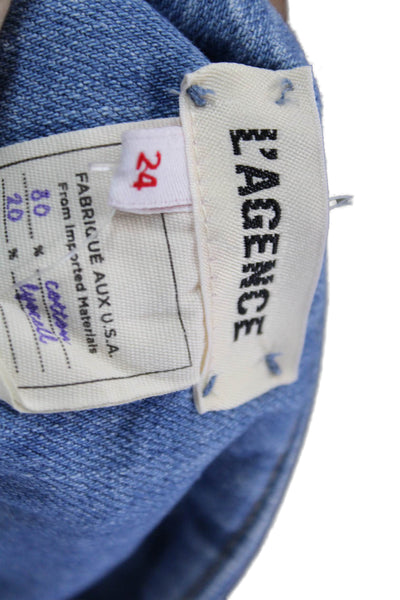 L'AGENCE
24
FABRIQUÉ AUX U.S.A.
From Imported Materials
80 % cotton
20 % lyocell